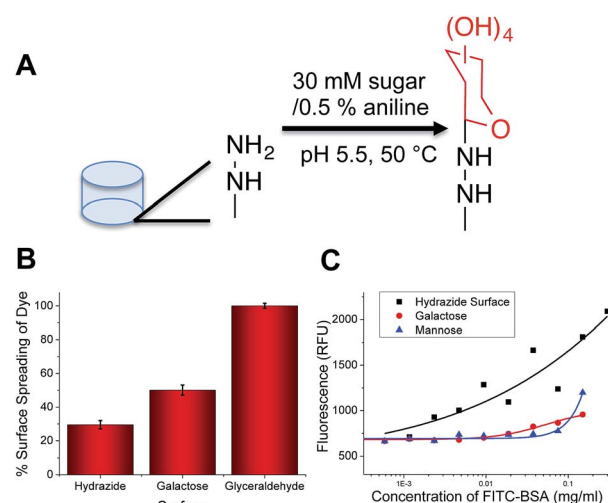 A
30 mM sugar
/0.5 % aniline
pH 5.5, 50 °C
NH2
NH
(OH)4
O
NH
NH
B
% Surface Spreading of Dye
100
80
60
40
20
0
Hydrazide Galactose Glyceraldehyde
C
Fluorescence (RFU)
2000
1500
1000
500
Hydrazide Surface
Galactose
Mannose
1E-3 0.01 0.1
Concentration of FITC-BSA (mg/ml)